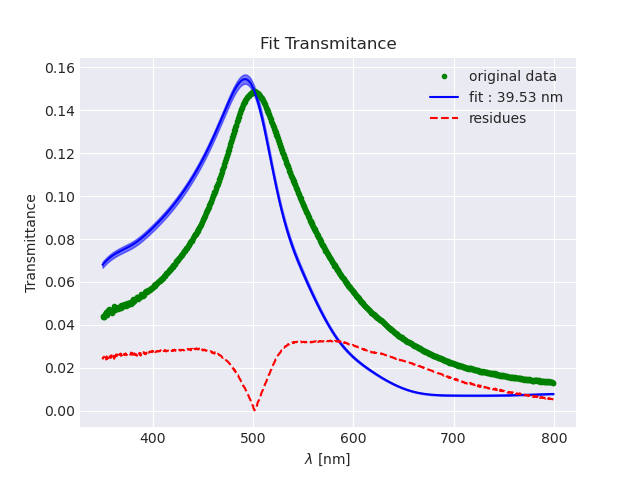 Fit Transmitance
original data
fit : 39.53 nm
residues
Transmittance
0.16
0.14
0.12
0.10
0.08
0.06
0.04
0.02
0.00
400 500 600 700 800
λ [nm]